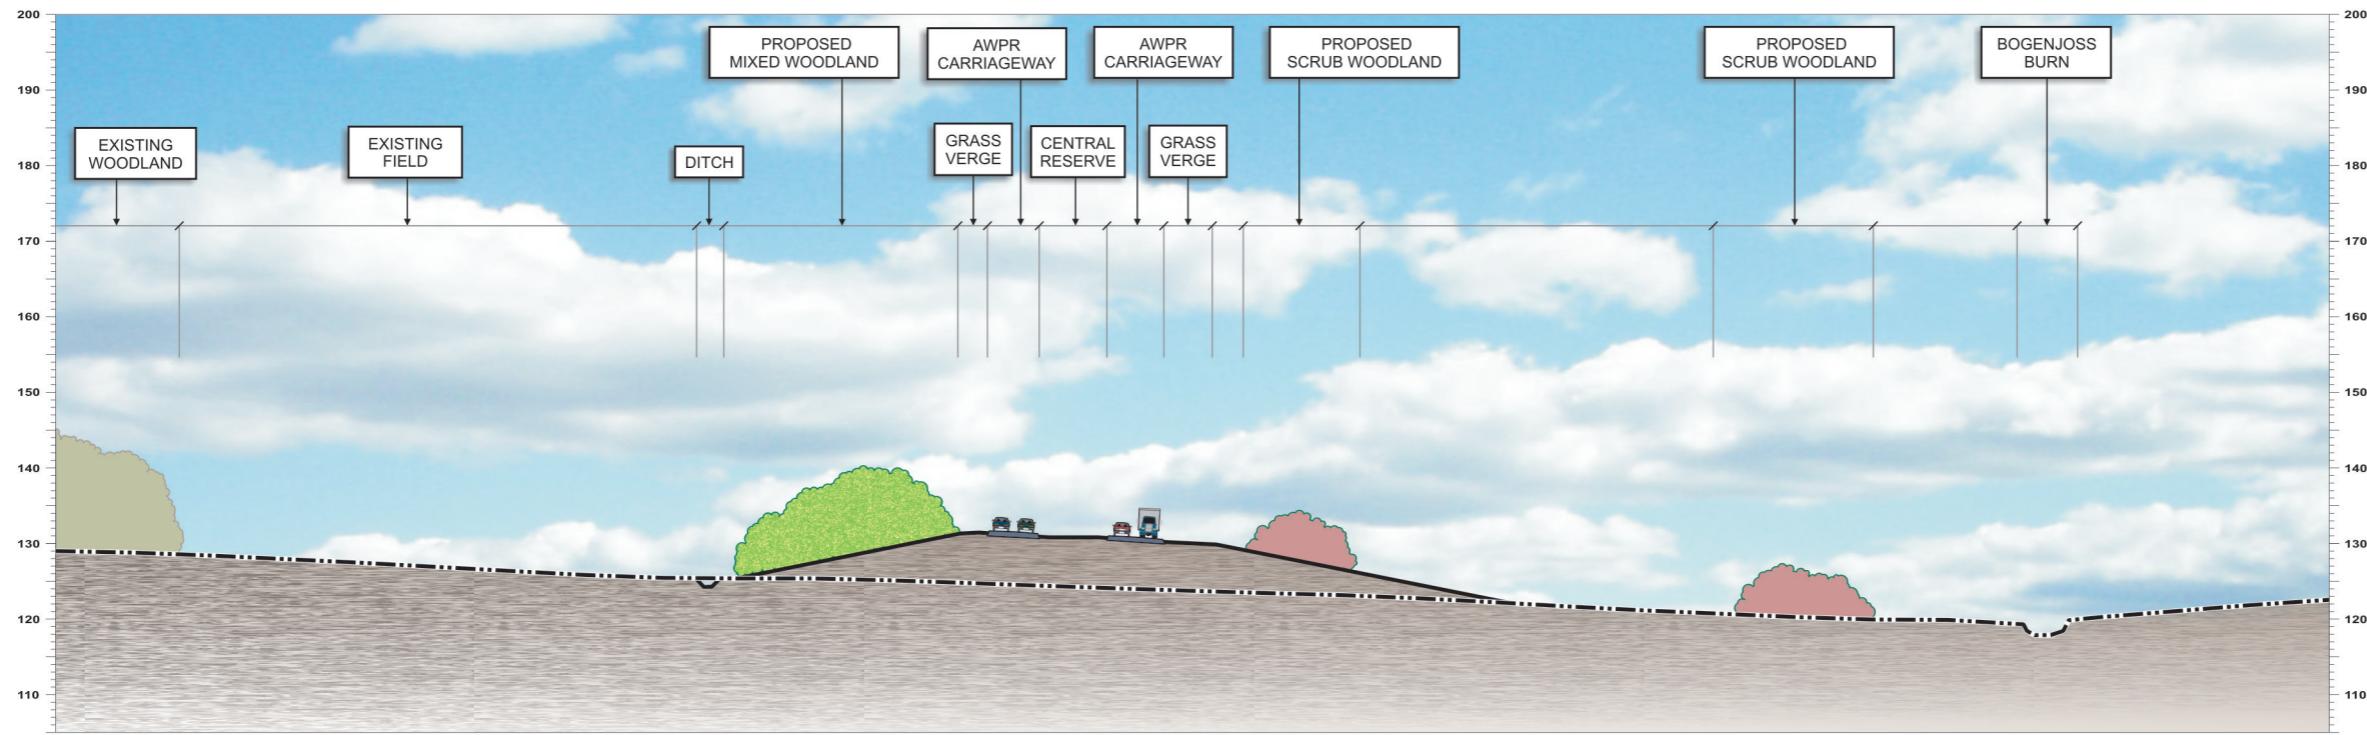 200
190
180
170
160
150
140
130
120
110
PROPOSED
MIXED WOODLAND
AWPR
CARRIAGEWAY
AWPR
CARRIAGEWAY
PROPOSED
SCRUB WOODLAND
PROPOSED
SCRUB WOODLAND
BOGENJOSS
BURN
EXISTING
WOODLAND
EXISTING
FIELD
DITCH
GRASS
VERGE
CENTRAL
RESERVE
GRASS
VERGE
200
190
180
170
160
150
140
130
120
110